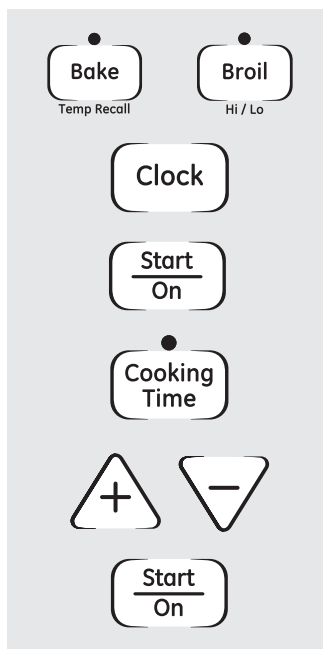 Bake Broil
Temp Recall Hi / Lo
Clock
Start
On
Cooking
Time
+ −
Start
On